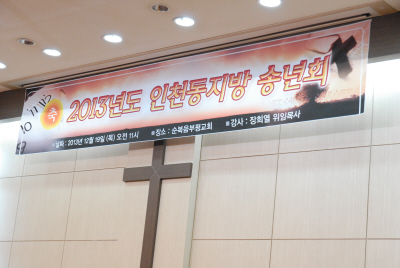 축 2013년도 인천동지방 송년회
■날짜 : 2013년 12월 19일 (목) 오전 11시 ■장소 : 순복음부평교회 ■강사 : 장희열 위임목사